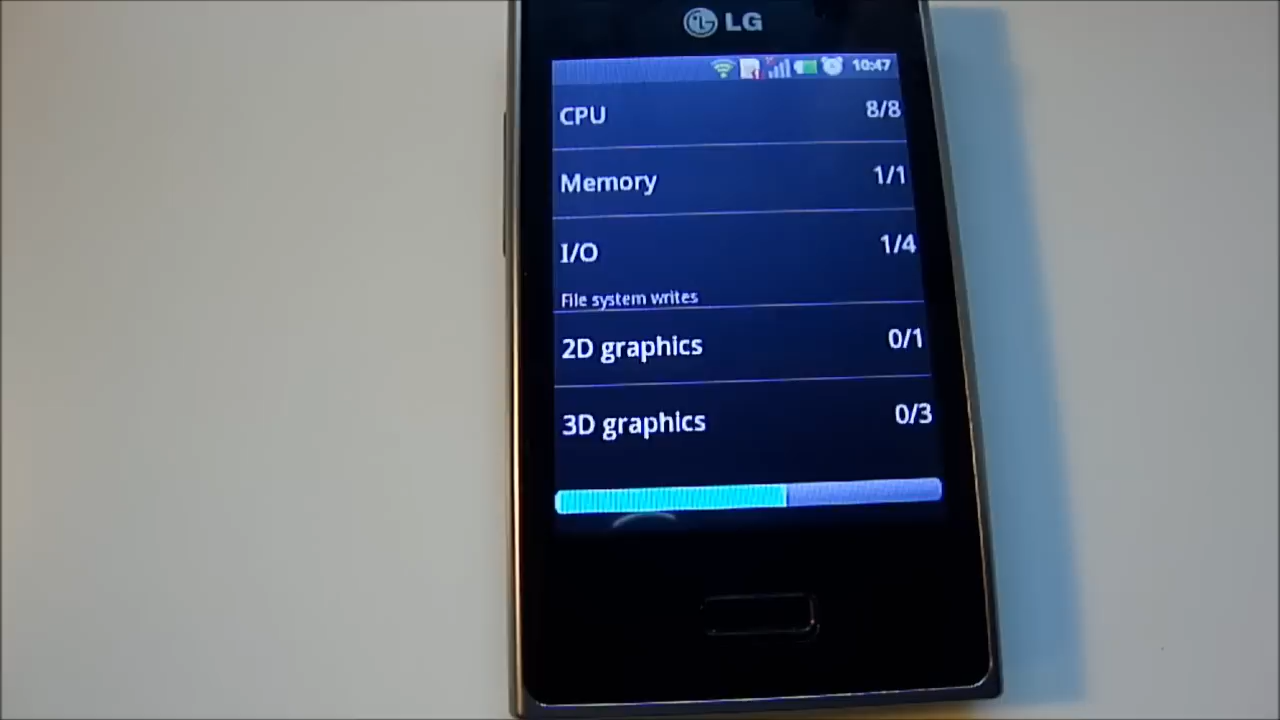 LG
10:47
CPU 8/8
Memory 1/1
I/O 1/4
File system writes
2D graphics 0/1
3D graphics 0/3